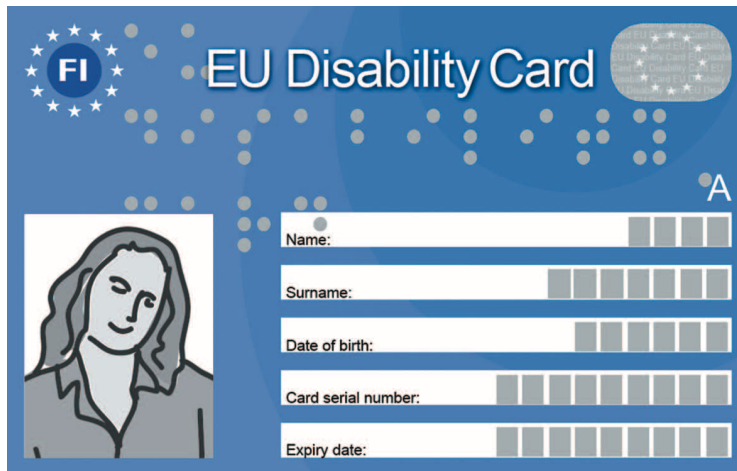 FI
EU Disability Card
A
Name:
Surname:
Date of birth:
Card serial number:
Expiry date: